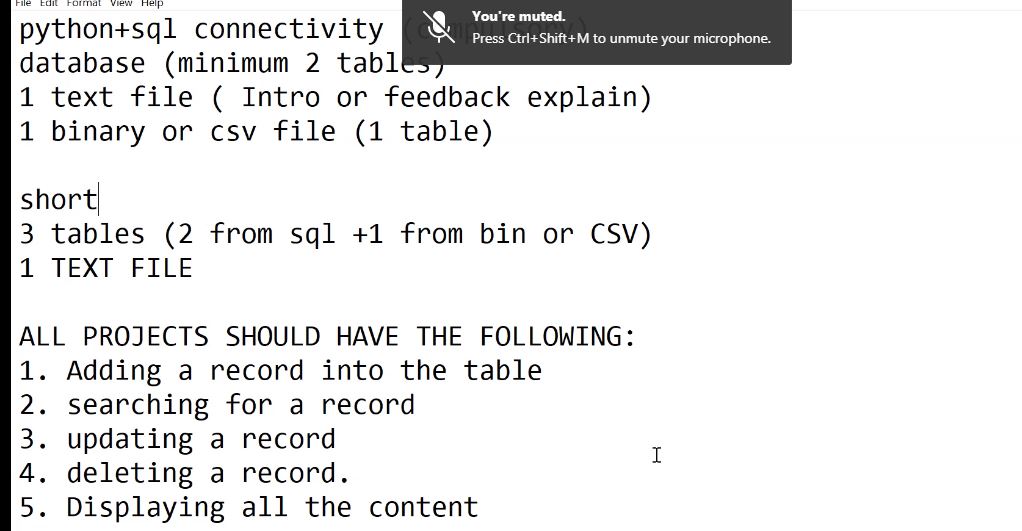 File Edit Format View Help
You're muted.
Press Ctrl+Shift+M to unmute your microphone.
python+sql connectivity (compulsory)
database (minimum 2 tables)
1 text file ( Intro or feedback explain)
1 binary or csv file (1 table)
short
3 tables (2 from sql +1 from bin or CSV)
1 TEXT FILE
ALL PROJECTS SHOULD HAVE THE FOLLOWING:
1. Adding a record into the table
2. searching for a record
3. updating a record
4. deleting a record.
5. Displaying all the content